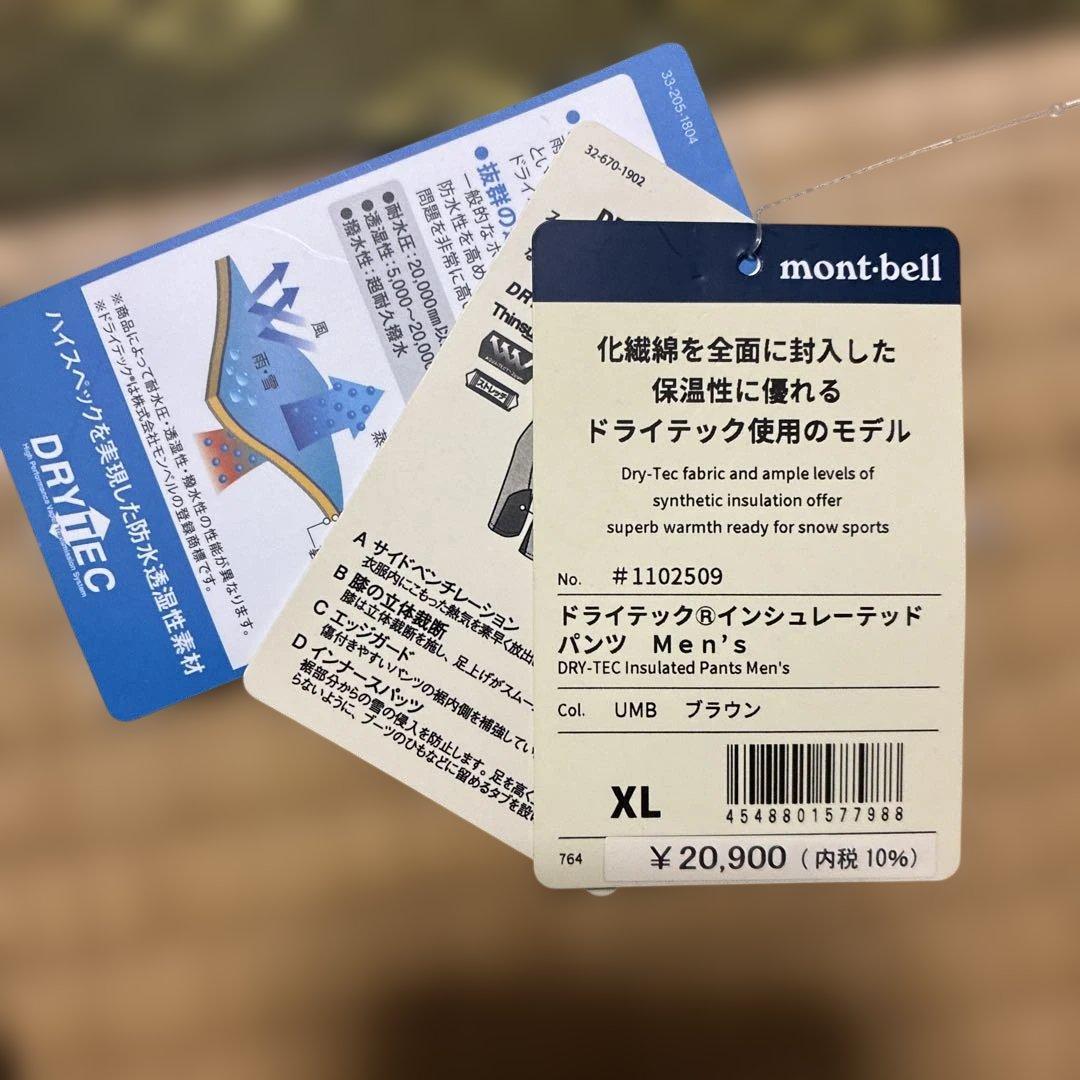 mont·bell
化繊綿を全面に封入した
保温性に優れる
ドライテック使用のモデル
Dry-Tec fabric and ample levels of
synthetic insulation offer
superb warmth ready for snow sports
No. #1102509
ドライテック®インシュレーテッド
パンツ Men's
DRY-TEC Insulated Pants Men's
Col. UMB ブラウン
XL
4548801577988
764 ￥20,900（内税10%）
32-670-1902
ストレッチ
A サイドベンチレーション
衣服内にこもった熱気を素早く放出
B 膝の立体裁断
膝は立体裁断を施し、足上げがスムー
C エッジガード
傷付きやすいパンツの裾内側を補強してい
D インナースパッツ
裾部分からの雪の侵入を防止します。足を高く
らないように、ブーツのひもなどに留めるタブを設
33-205-1804
●抜群の
一般的な
防水性を高め
問題を非常に高い
●耐水圧:20,000mm以
●透湿性:5,000〜20,000
●撥水性:超耐久撥水
風
雨・雪
※商品によって耐水圧・透湿性・撥水性の性能が異なります。
※ドライテック®は株式会社モンベルの登録商標です。
ハイスペックを実現した防水透湿性素材
DRYTEC
High Performance Vapor Transmission System